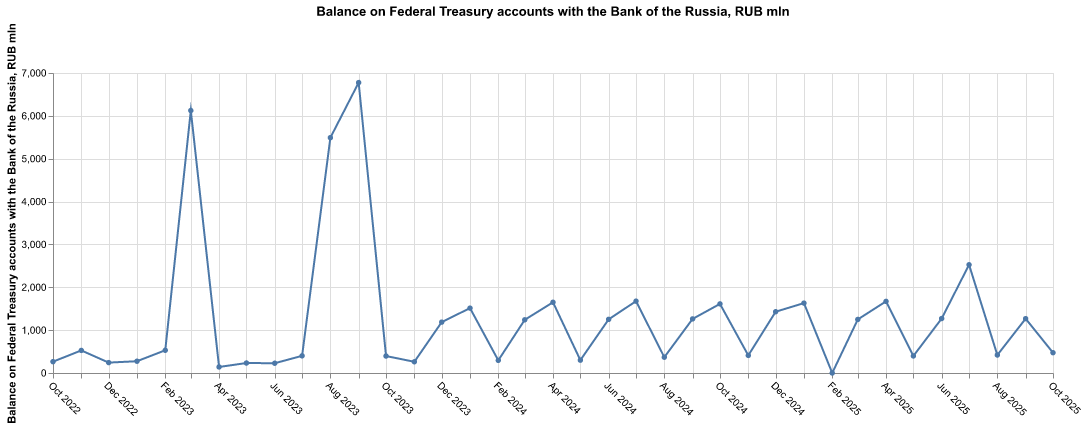 Balance on Federal Treasury accounts with the Bank of the Russia, RUB mln
Balance on Federal Treasury accounts with the Bank of the Russia, RUB mln
7,000
6,000
5,000
4,000
3,000
2,000
1,000
0
Oct 2022
Dec 2022
Feb 2023
Apr 2023
Jun 2023
Aug 2023
Oct 2023
Dec 2023
Feb 2024
Apr 2024
Jun 2024
Aug 2024
Oct 2024
Dec 2024
Feb 2025
Apr 2025
Jun 2025
Aug 2025
Oct 2025